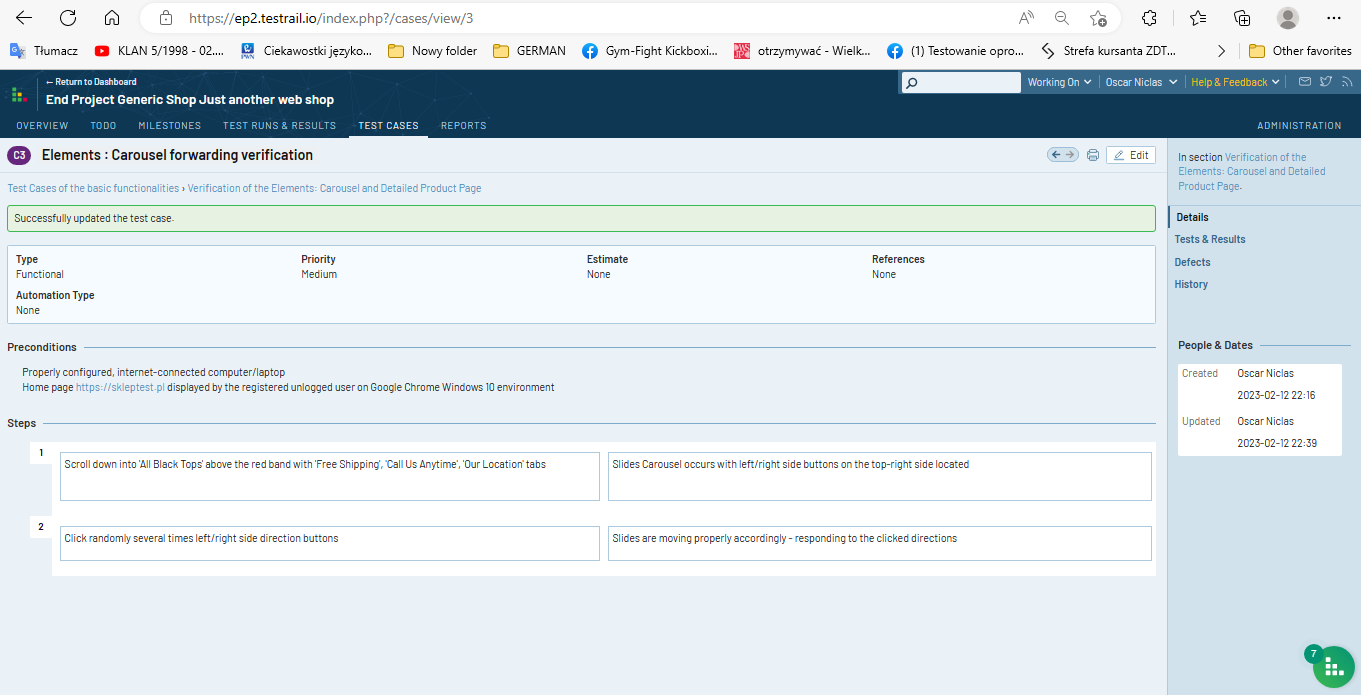 https://ep2.testrail.io/index.php?/cases/view/3
Tłumacz
KLAN 5/1998 - 02....
Ciekawostki języko...
Nowy folder
GERMAN
Gym-Fight Kickboxi...
otrzymywać - Wielk...
(1) Testowanie opro...
Strefa kursanta ZDT...
Other favorites
← Return to Dashboard
End Project Generic Shop Just another web shop
Working On
Oscar Niclas
Help & Feedback
OVERVIEW
TODO
MILESTONES
TEST RUNS & RESULTS
TEST CASES
REPORTS
ADMINISTRATION
C3
Elements : Carousel forwarding verification
Edit
Test Cases of the basic functionalities › Verification of the Elements: Carousel and Detailed Product Page
Successfully updated the test case.
Type
Functional
Priority
Medium
Estimate
None
References
None
Automation Type
None
Preconditions
Properly configured, internet-connected computer/laptop
Home page https://skleptest.pl displayed by the registered unlogged user on Google Chrome Windows 10 environment
Steps
1
Scroll down into 'All Black Tops' above the red band with 'Free Shipping', 'Call Us Anytime', 'Our Location' tabs
Slides Carousel occurs with left/right side buttons on the top-right side located
2
Click randomly several times left/right side direction buttons
Slides are moving properly accordingly - responding to the clicked directions
In section Verification of the
Elements: Carousel and Detailed
Product Page.
Details
Tests & Results
Defects
History
People & Dates
Created
Oscar Niclas
2023-02-12 22:16
Updated
Oscar Niclas
2023-02-12 22:39
7